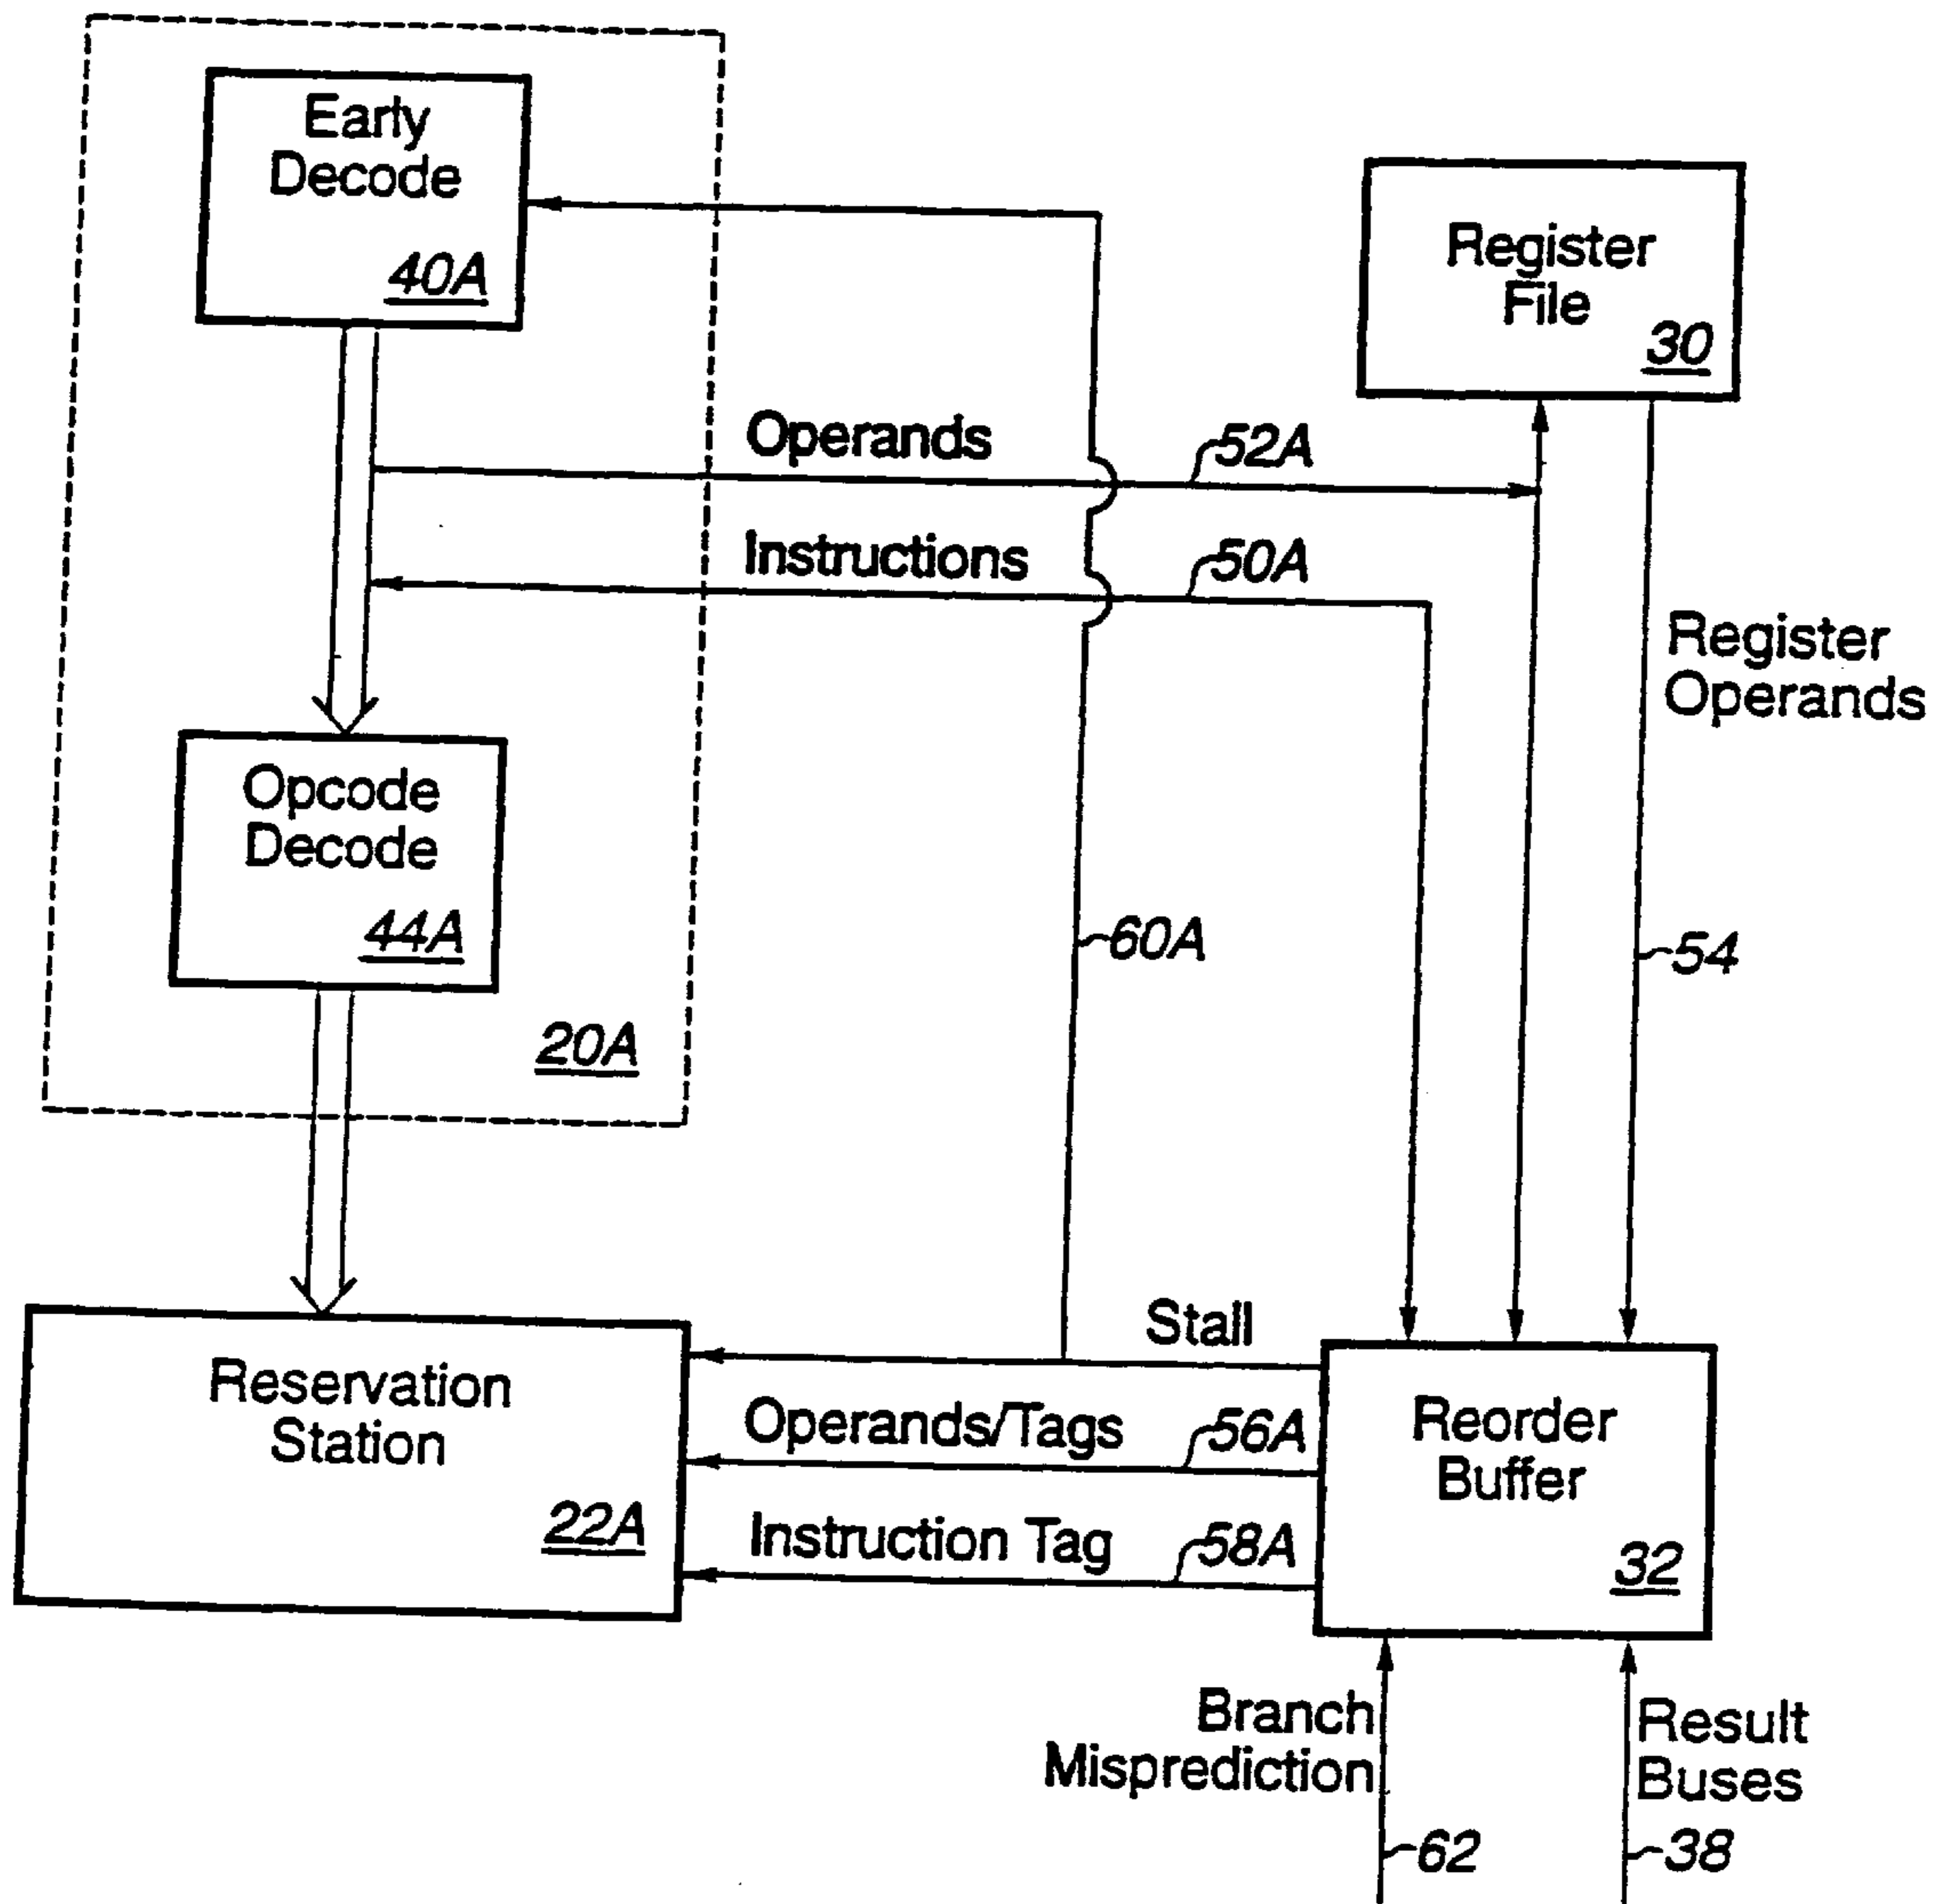 Early
Decode
40A
Register
File
30
Operands
52A
Instructions
50A
Register
Operands
Opcode
Decode
44A
60A
54
20A
Stall
Reservation
Station
22A
Operands/Tags
56A
Instruction Tag
58A
Reorder
Buffer
32
Branch
Misprediction
62
Result
Buses
38